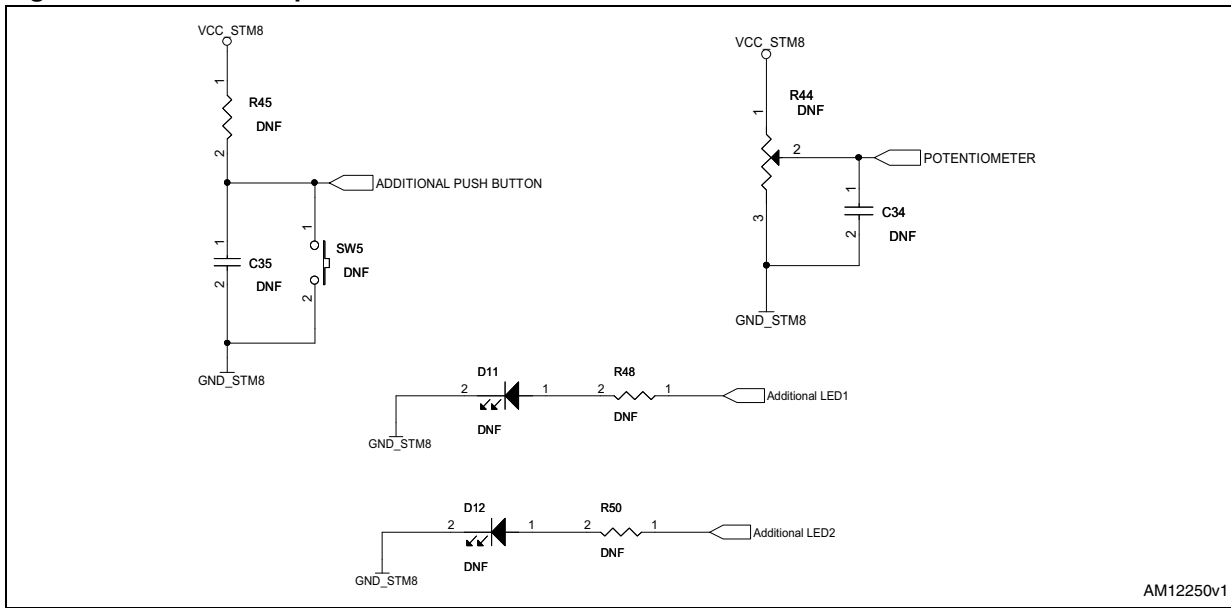 VCC_STM8
1
R45
DNF
2
ADDITIONAL PUSH BUTTON
1
C35
DNF
2
1
SW5
DNF
2
GND_STM8
VCC_STM8
R44
DNF
1
2
POTENTIOMETER
3
1
C34
DNF
2
GND_STM8
D11
2
1
DNF
R48
2
1
DNF
Additional LED1
GND_STM8
D12
2
1
DNF
R50
2
1
DNF
Additional LED2
GND_STM8
AM12250v1